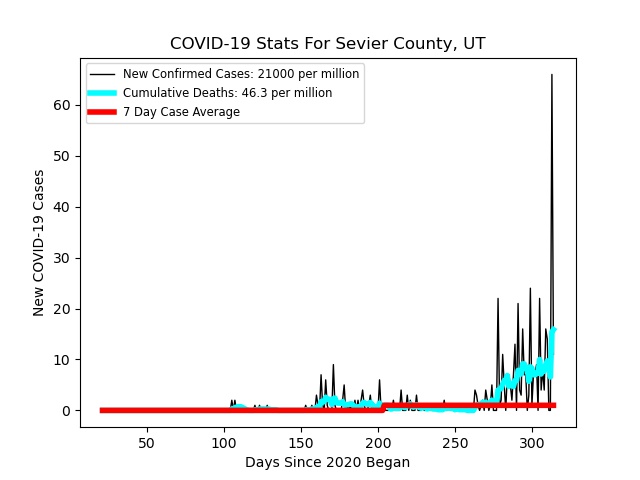 COVID-19 Stats For Sevier County, UT
New Confirmed Cases: 21000 per million
Cumulative Deaths: 46.3 per million
7 Day Case Average
New COVID-19 Cases
60
50
40
30
20
10
0
50 100 150 200 250 300
Days Since 2020 Began